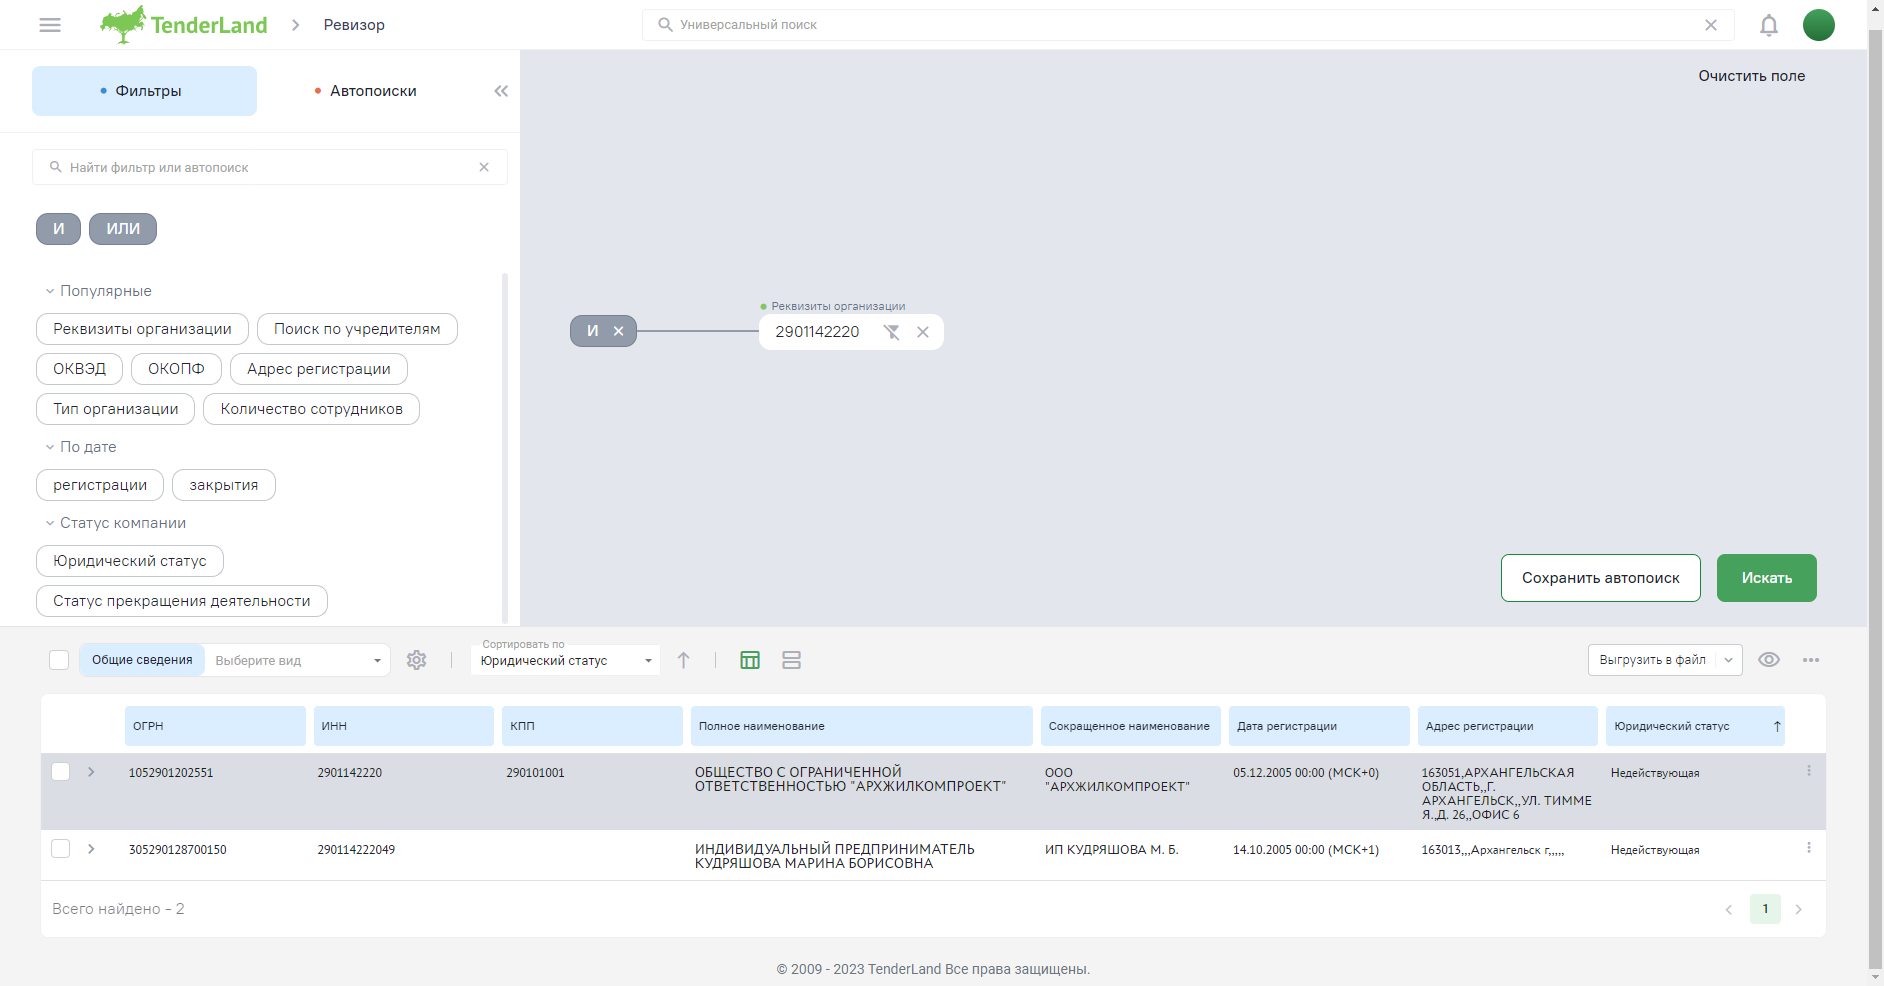 TenderLand
Ревизор
Универсальный поиск
Фильтры
Автопоиски
Очистить поле
Найти фильтр или автопоиск
И
ИЛИ
Популярные
Реквизиты организации
Поиск по учредителям
ОКВЭД
ОКОПФ
Адрес регистрации
Тип организации
Количество сотрудников
По дате
регистрации
закрытия
Статус компании
Юридический статус
Статус прекращения деятельности
И
Реквизиты организации
2901142220
Сохранить автопоиск
Искать
Общие сведения
Выберите вид
Сортировать по
Юридический статус
Выгрузить в файл
ОГРН
ИНН
КПП
Полное наименование
Сокращенное наименование
Дата регистрации
Адрес регистрации
Юридический статус
1052901202551
2901142220
290101001
ОБЩЕСТВО С ОГРАНИЧЕННОЙ
ОТВЕТСТВЕННОСТЬЮ "АРХЖИЛКОМПРОЕКТ"
ООО
"АРХЖИЛКОМПРОЕКТ"
05.12.2005 00:00 (МСК+0)
163051,АРХАНГЕЛЬСКАЯ
ОБЛАСТЬ,,Г.
АРХАНГЕЛЬСК,,УЛ. ТИММЕ
Я.,Д. 26,,ОФИС 6
Недействующая
305290128700150
290114222049
ИНДИВИДУАЛЬНЫЙ ПРЕДПРИНИМАТЕЛЬ
КУДРЯШОВА МАРИНА БОРИСОВНА
ИП КУДРЯШОВА М. Б.
14.10.2005 00:00 (МСК+1)
163013,,,Архангельск г,,,,,
Недействующая
Всего найдено - 2
1
© 2009 - 2023 TenderLand Все права защищены.